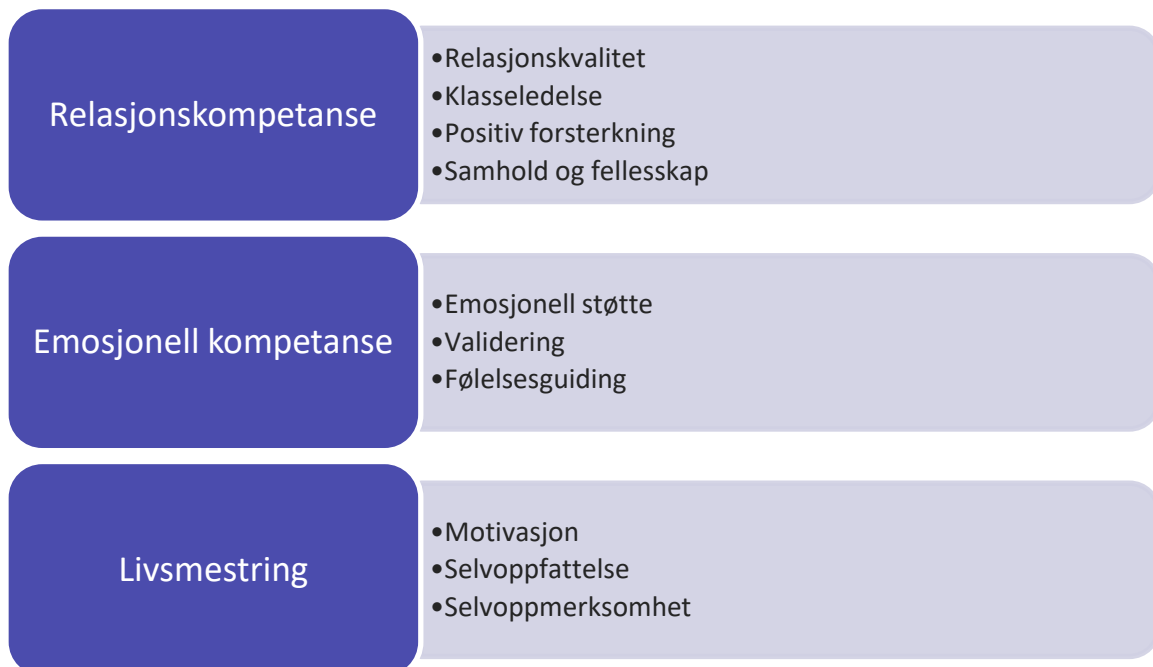 Relasjonskompetanse
•Relasjonskvalitet
•Klasseledelse
•Positiv forsterkning
•Samhold og fellesskap
Emosjonell kompetanse
•Emosjonell støtte
•Validering
•Følelsesguiding
Livsmestring
•Motivasjon
•Selvoppfattelse
•Selvoppmerksomhet